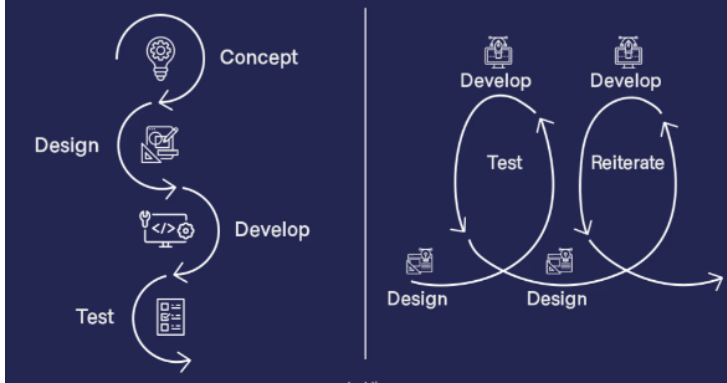 Concept
Design
</>
Develop
Test
Develop
Develop
Test
Reiterate
Design
Design